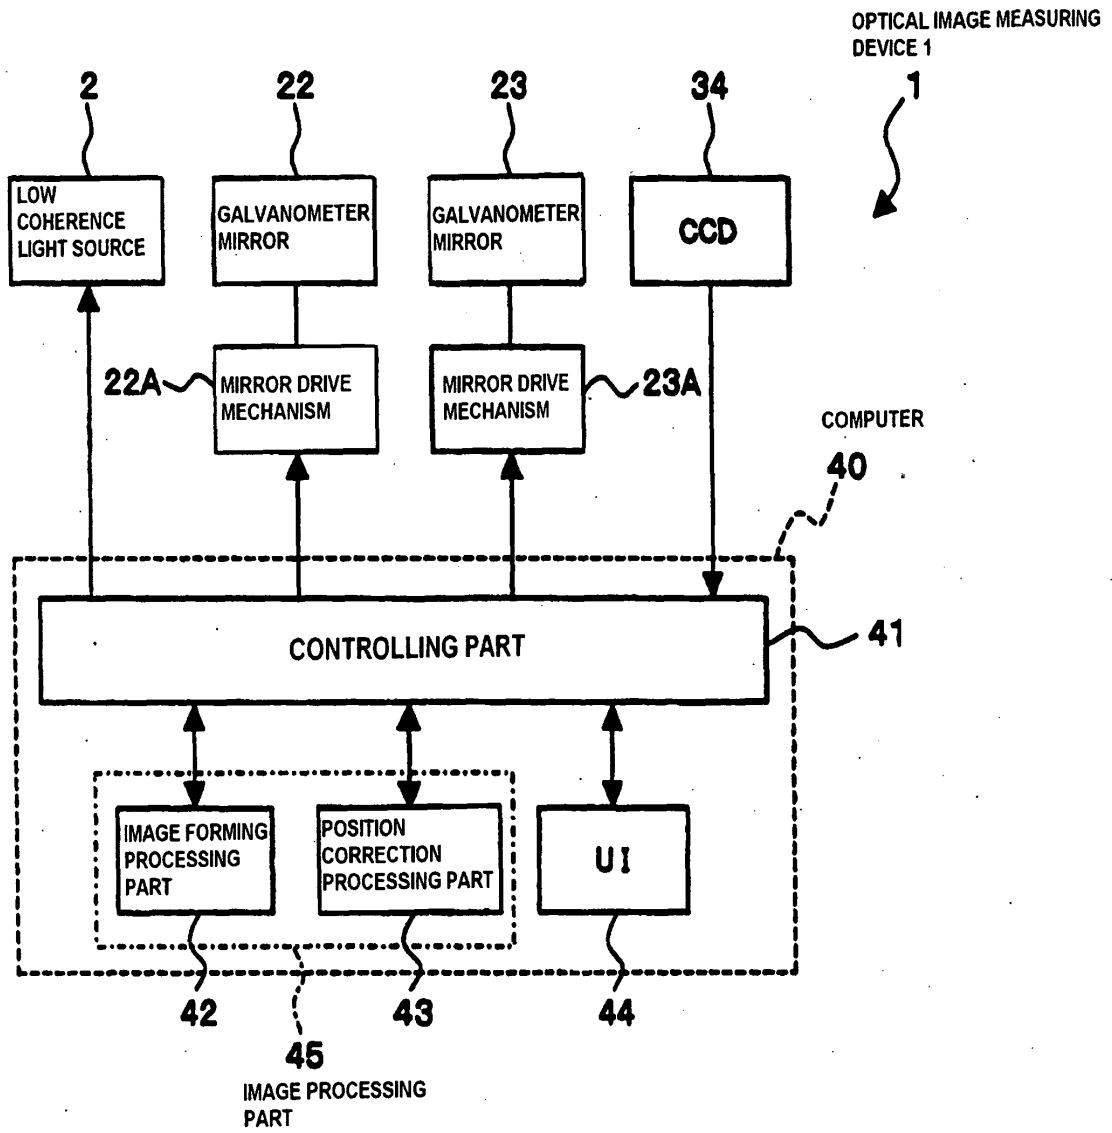 OPTICAL IMAGE MEASURING
DEVICE 1
2
22
23
34
1
LOW
COHERENCE
LIGHT SOURCE
GALVANOMETER
MIRROR
GALVANOMETER
MIRROR
CCD
22A
MIRROR DRIVE
MECHANISM
MIRROR DRIVE
MECHANISM
23A
COMPUTER
40
CONTROLLING PART
41
IMAGE FORMING
PROCESSING
PART
POSITION
CORRECTION
PROCESSING PART
UI
42
43
44
45
IMAGE PROCESSING
PART